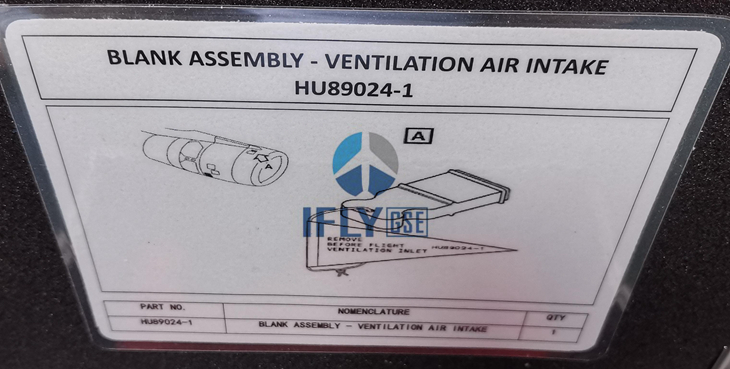 BLANK ASSEMBLY - VENTILATION AIR INTAKE
HU89024-1
A
A
IFLY GSE
REMOVE
BEFORE FLIGHT
VENTILATION INLET HU89024-1
PART NO. NOMENCLATURE QTY
HU89024-1 BLANK ASSEMBLY - VENTILATION AIR INTAKE 1